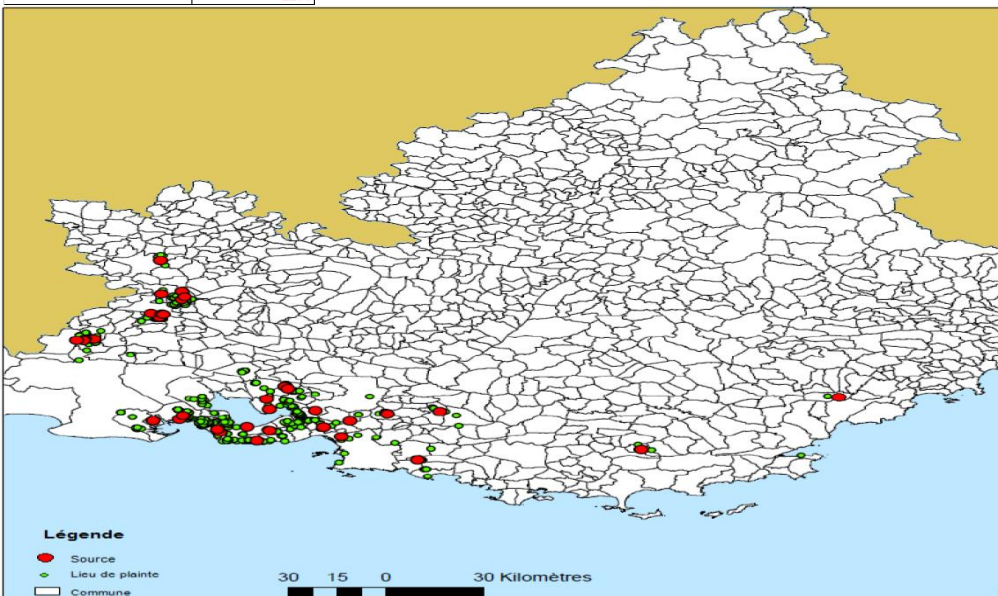 Légende
Source
Lieu de plainte
Commune
30 15 0 30 Kilomètres